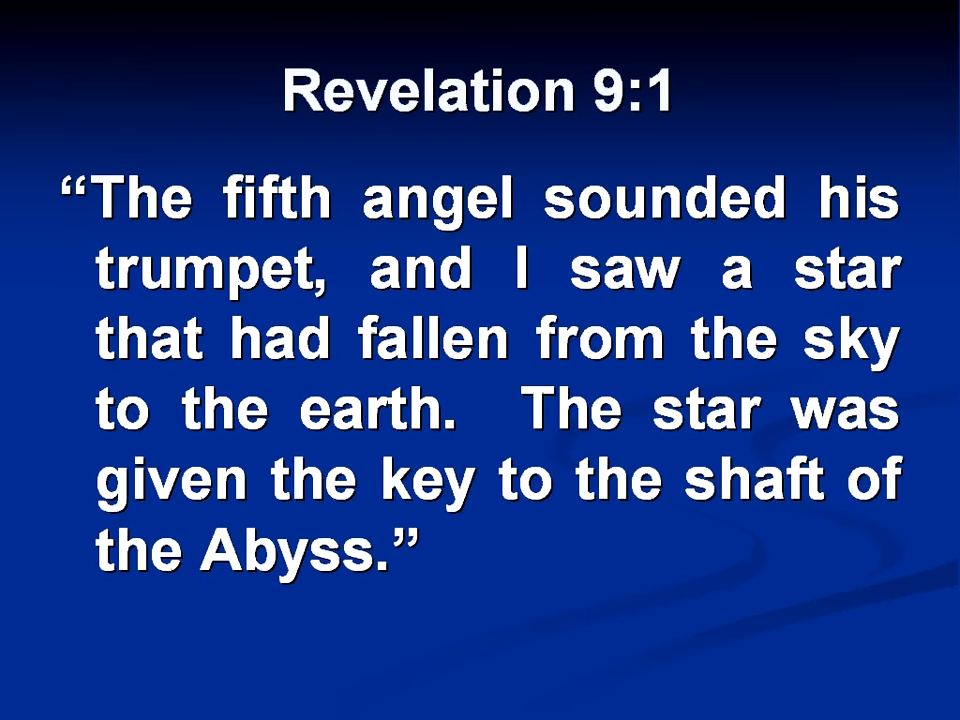 Revelation 9:1
“The fifth angel sounded his
trumpet, and I saw a star
that had fallen from the sky
to the earth.  The star was
given the key to the shaft of
the Abyss.”